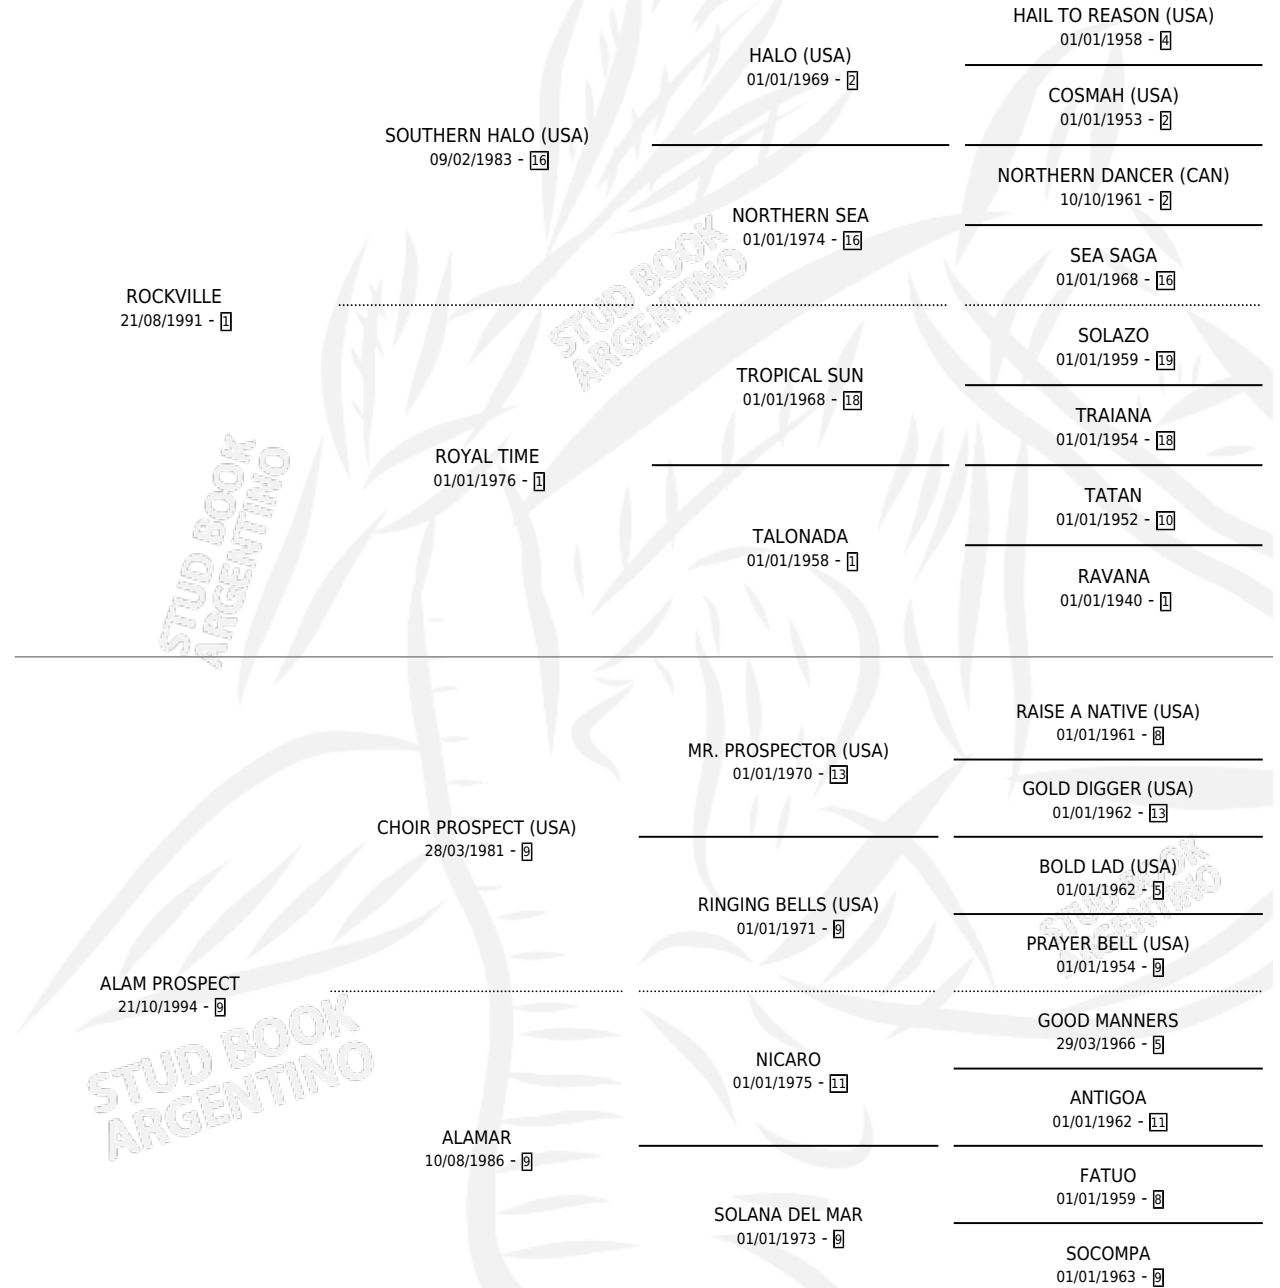 HAIL TO REASON (USA)
01/01/1958 - 4
HALO (USA)
01/01/1969 - 2
COSMAH (USA)
01/01/1953 - 2
SOUTHERN HALO (USA)
09/02/1983 - 16
NORTHERN DANCER (CAN)
10/10/1961 - 2
NORTHERN SEA
01/01/1974 - 16
SEA SAGA
01/01/1968 - 16
ROCKVILLE
21/08/1991 - 1
STUD BOOK
ARGENTINO
SOLAZO
01/01/1959 - 19
TROPICAL SUN
01/01/1968 - 18
TRAIANA
01/01/1954 - 18
ROYAL TIME
01/01/1976 - 1
TATAN
01/01/1952 - 10
TALONADA
01/01/1958 - 1
RAVANA
01/01/1940 - 1
STUD BOOK
ARGENTINO
RAISE A NATIVE (USA)
01/01/1961 - 8
MR. PROSPECTOR (USA)
01/01/1970 - 13
GOLD DIGGER (USA)
01/01/1962 - 13
CHOIR PROSPECT (USA)
28/03/1981 - 9
BOLD LAD (USA)
01/01/1962 - 5
RINGING BELLS (USA)
01/01/1971 - 9
STUD BOOK
ARGENTINO
PRAYER BELL (USA)
01/01/1954 - 9
ALAM PROSPECT
21/10/1994 - 9
GOOD MANNERS
29/03/1966 - 5
NICARO
01/01/1975 - 11
STUD BOOK
ARGENTINO
ANTIGOA
01/01/1962 - 11
ALAMAR
10/08/1986 - 9
FATUO
01/01/1959 - 8
SOLANA DEL MAR
01/01/1973 - 9
SOCOMPA
01/01/1963 - 9